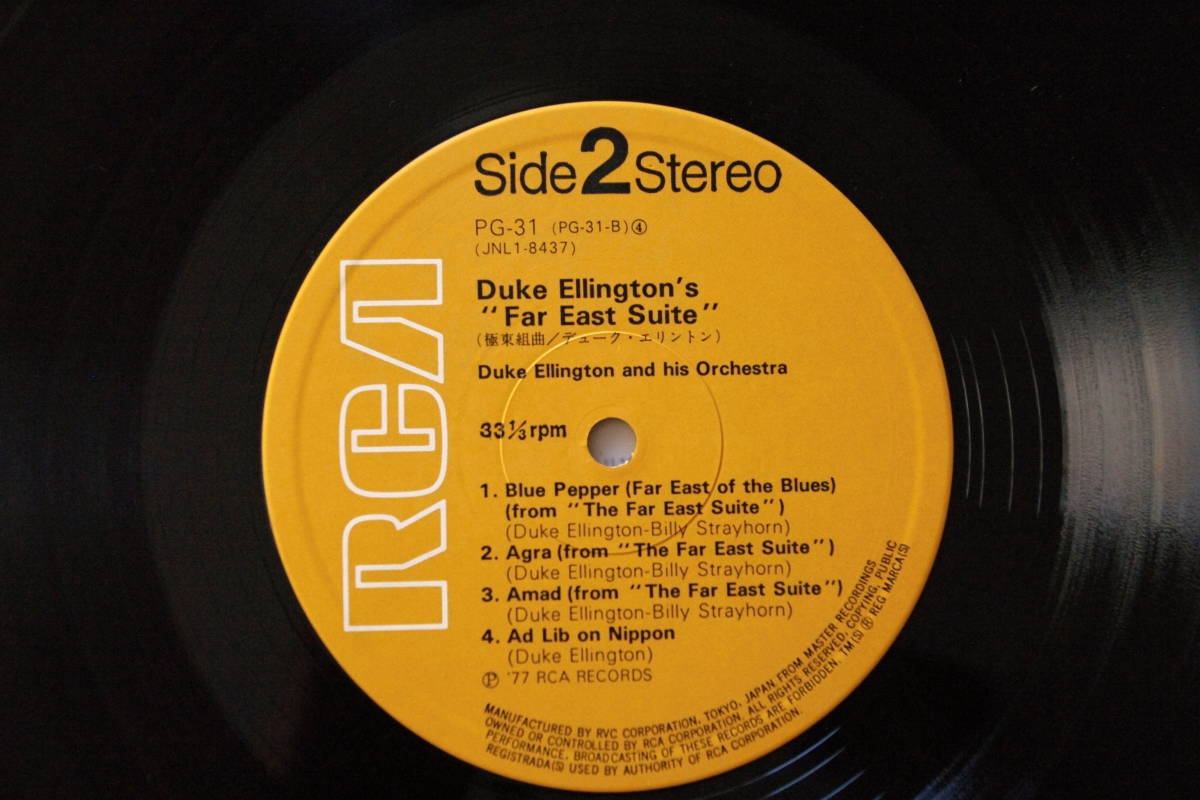 Side 2 Stereo
PG-31 (PG-31-B)④
(JNL1-8437)
Duke Ellington's
"Far East Suite"
(極東組曲/デューク・エリントン)
Duke Ellington and his Orchestra
33⅓rpm
1. Blue Pepper (Far East of the Blues)
(from "The Far East Suite")
(Duke Ellington-Billy Strayhorn)
2. Agra (from "The Far East Suite")
(Duke Ellington-Billy Strayhorn)
3. Amad (from "The Far East Suite")
(Duke Ellington-Billy Strayhorn)
4. Ad Lib on Nippon
(Duke Ellington)
℗ '77 RCA RECORDS
MANUFACTURED BY RVC CORPORATION, TOKYO, JAPAN FROM MASTER RECORDINGS
OWNED OR CONTROLLED BY RCA CORPORATION. ALL RIGHTS RESERVED, COPYING, PUBLIC
PERFORMANCE, BROADCASTING OF THESE RECORDS ARE FORBIDDEN. TM(S) ® REG MARCA(S)
REGISTRADA(S) USED BY AUTHORITY OF RCA CORPORATION.
RCA